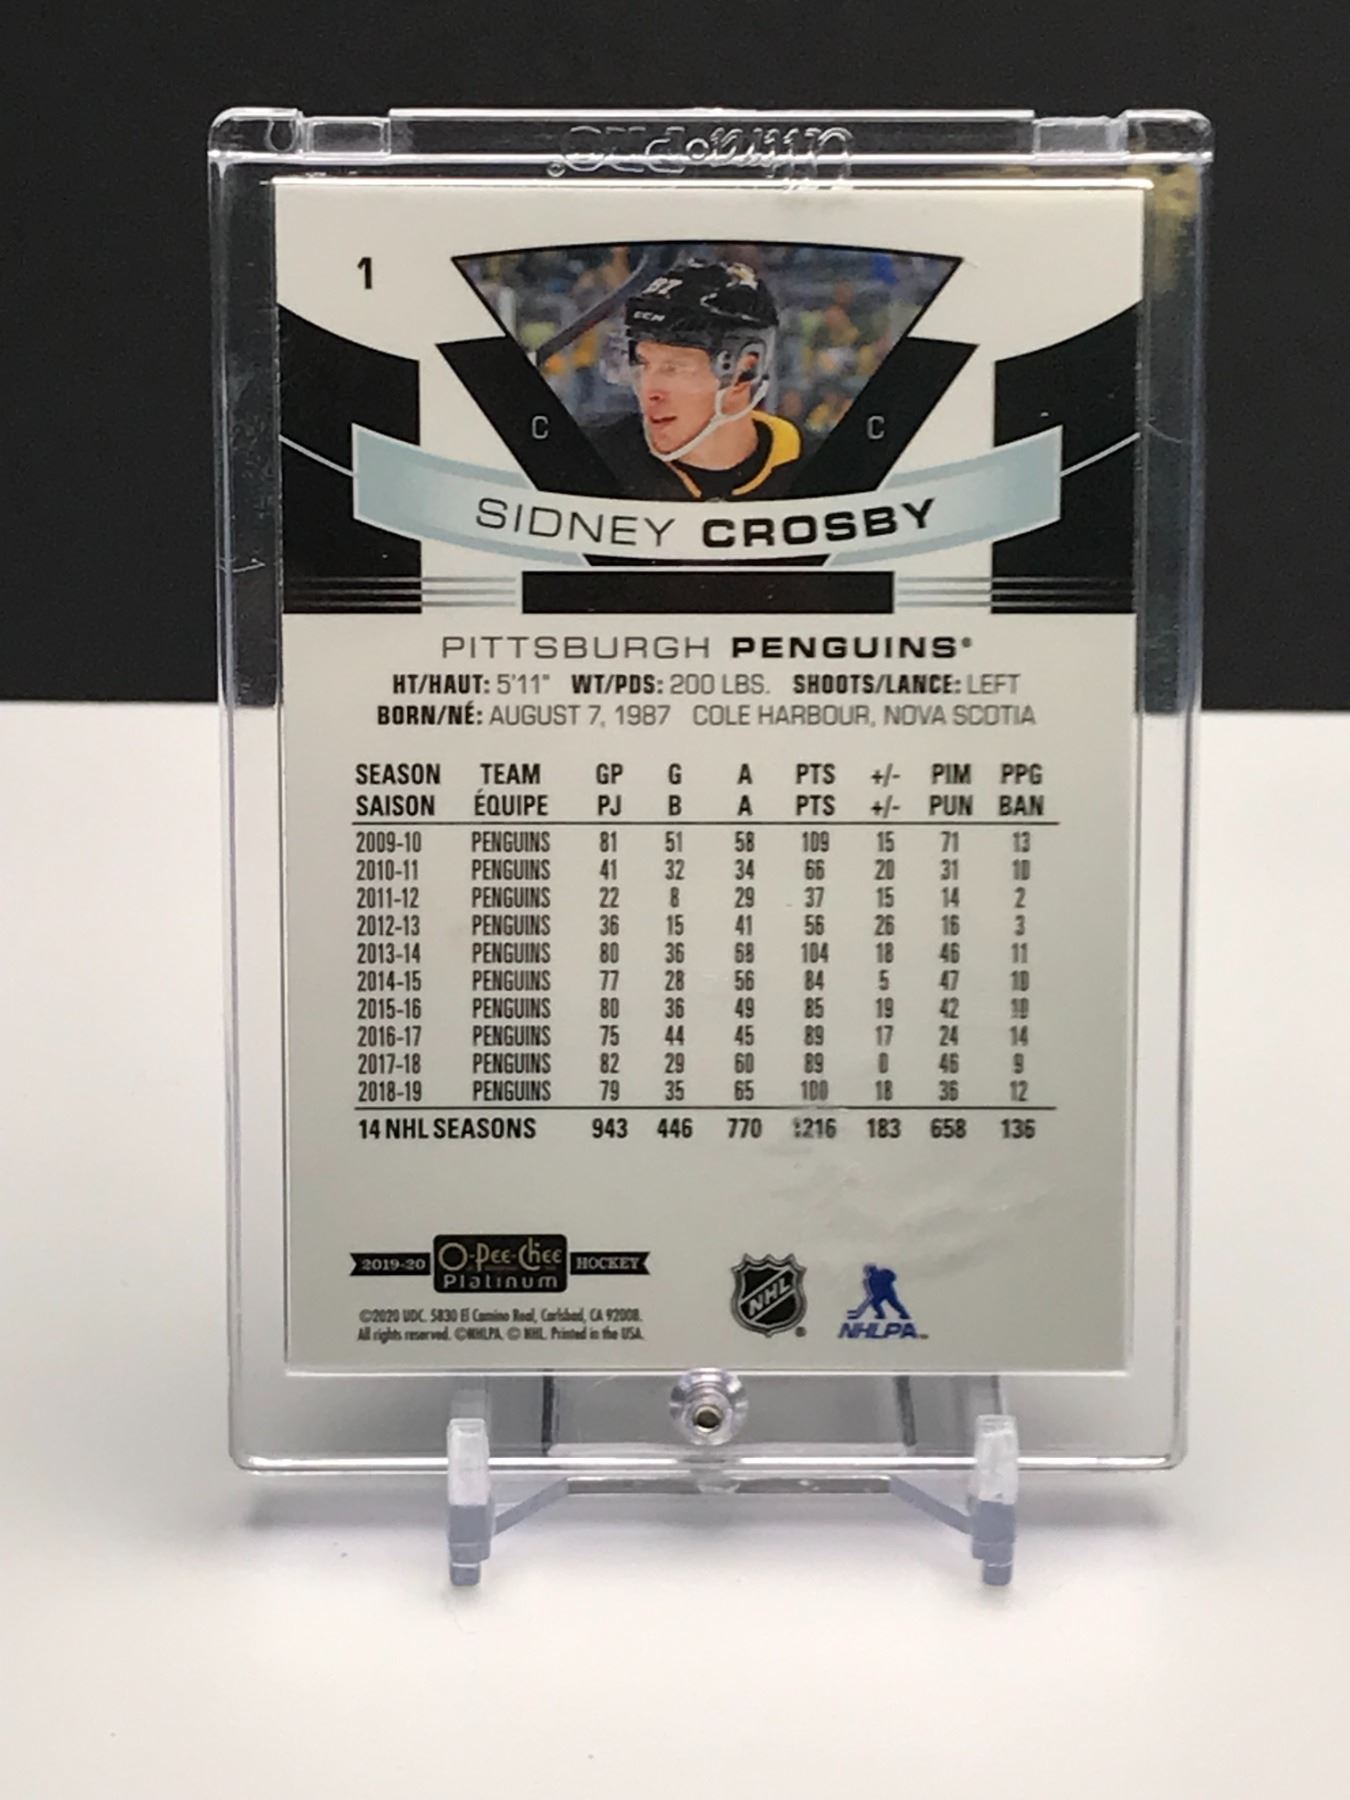 ultra·PRO
1
87
CCM
C C
SIDNEY CROSBY
PITTSBURGH PENGUINS®
HT/HAUT: 5'11" WT/PDS: 200 LBS. SHOOTS/LANCE: LEFT
BORN/NÉ: AUGUST 7, 1987 COLE HARBOUR, NOVA SCOTIA
SEASON TEAM GP G A PTS +/- PIM PPG
SAISON ÉQUIPE PJ B A PTS +/- PUN BAN
2009-10 PENGUINS 81 51 58 109 15 71 13
2010-11 PENGUINS 41 32 34 66 20 31 10
2011-12 PENGUINS 22 8 29 37 15 14 2
2012-13 PENGUINS 36 15 41 56 26 16 3
2013-14 PENGUINS 80 36 68 104 18 46 11
2014-15 PENGUINS 77 28 56 84 5 47 10
2015-16 PENGUINS 80 36 49 85 19 42 10
2016-17 PENGUINS 75 44 45 89 17 24 14
2017-18 PENGUINS 82 29 60 89 0 46 9
2018-19 PENGUINS 79 35 65 100 18 36 12
14 NHL SEASONS 943 446 770 1216 183 658 136
2019-20 O-Pee-Chee HOCKEY
Platinum
©2020 UDC. 5830 El Camino Real, Carlsbad, CA 92008.
All rights reserved. ©NHLPA. © NHL. Printed in the USA.
NHL ®
NHLPA™